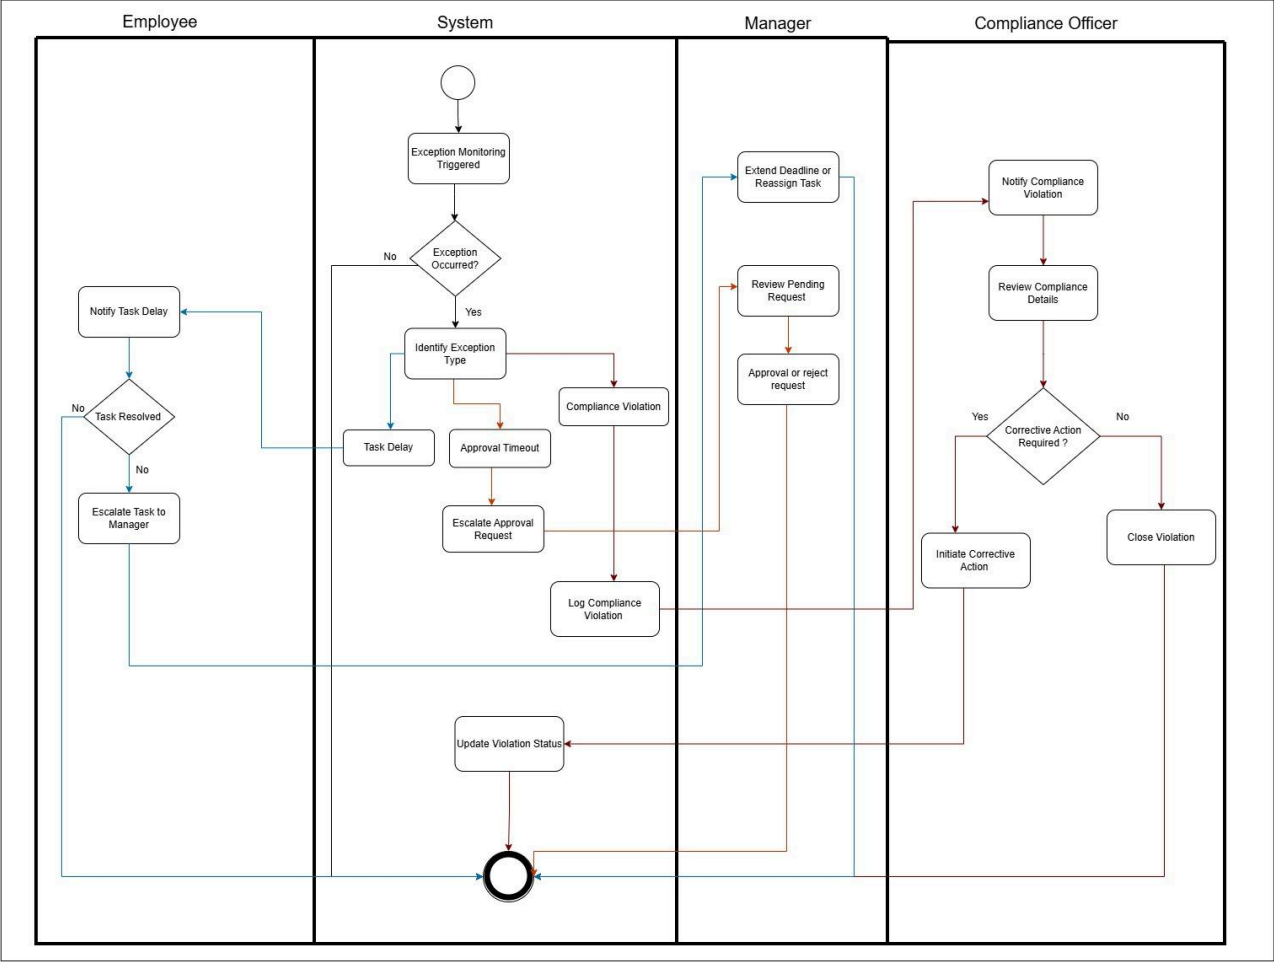 Employee
System
Manager
Compliance Officer
Exception Monitoring
Triggered
Extend Deadline or
Reassign Task
Notify Compliance
Violation
No
Exception
Occurred?
Yes
Review Pending
Request
Review Compliance
Details
Notify Task Delay
Identify Exception
Type
Approval or reject
request
No
Task Resolved
No
Compliance Violation
Task Delay
Approval Timeout
Yes
No
Corrective Action
Required ?
Escalate Task to
Manager
Escalate Approval
Request
Initiate Corrective
Action
Close Violation
Log Compliance
Violation
Update Violation Status